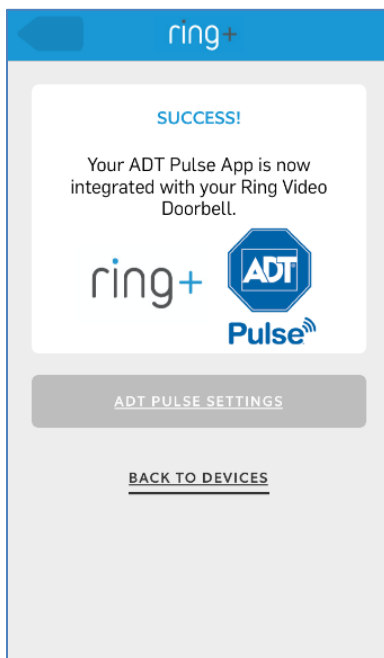 ring+
SUCCESS!
Your ADT Pulse App is now
integrated with your Ring Video
Doorbell.
ring+
ADT
Pulse
ADT PULSE SETTINGS
BACK TO DEVICES